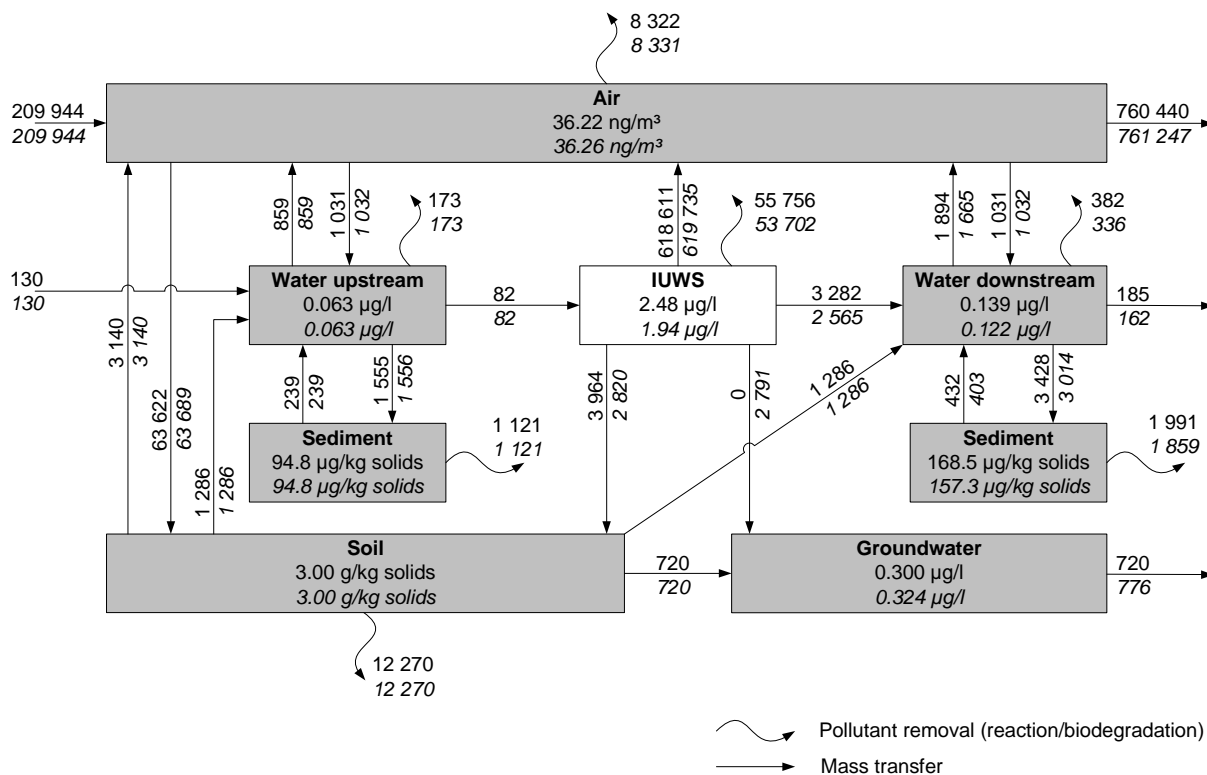 8 322
8 331
209 944
209 944
Air
36.22 ng/m³
36.26 ng/m³
760 440
761 247
3 140
3 140
63 622
63 689
859
859
1 031
1 032
173
173
618 611
619 735
55 756
53 702
1 894
1 665
1 031
1 032
382
336
130
130
Water upstream
0.063 µg/l
0.063 µg/l
82
82
IUWS
2.48 µg/l
1.94 µg/l
3 282
2 565
Water downstream
0.139 µg/l
0.122 µg/l
185
162
1 286
1 286
239
239
1 555
1 556
3 964
2 820
0
2 791
1 286
1 286
432
403
3 428
3 014
Sediment
94.8 µg/kg solids
94.8 µg/kg solids
1 121
1 121
Sediment
168.5 µg/kg solids
157.3 µg/kg solids
1 991
1 859
Soil
3.00 g/kg solids
3.00 g/kg solids
720
720
Groundwater
0.300 µg/l
0.324 µg/l
720
776
12 270
12 270
Pollutant removal (reaction/biodegradation)
Mass transfer